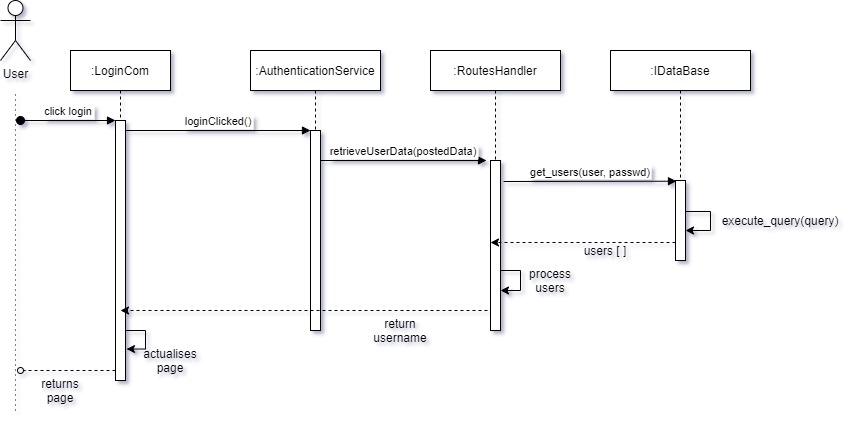 User
:LoginCom
:AuthenticationService
:RoutesHandler
:IDataBase
click login
loginClicked()
retrieveUserData(postedData)
get_users(user, passwd)
execute_query(query)
users [ ]
process
users
return
username
actualises
page
returns
page